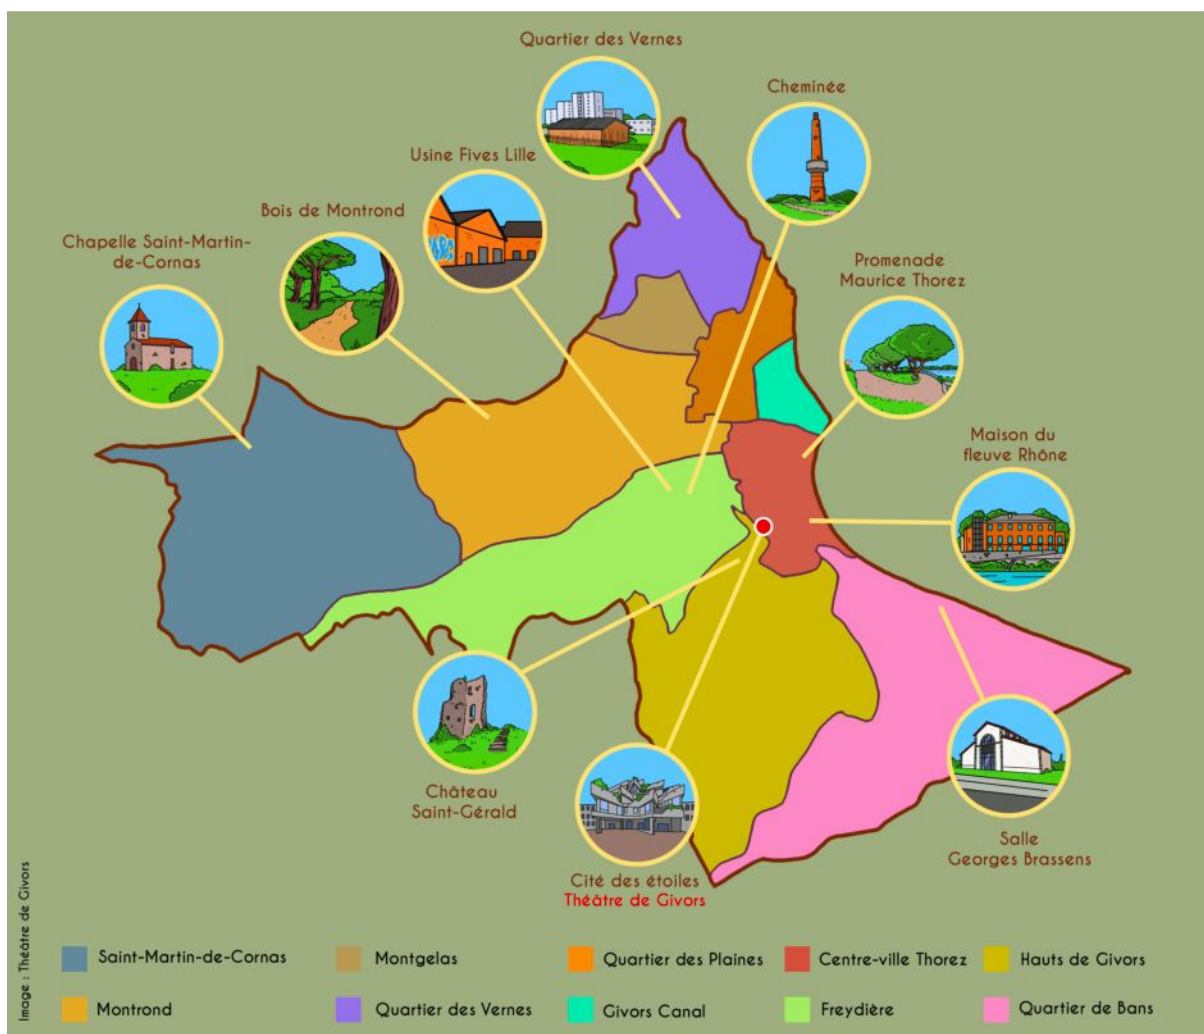 Quartier des Vernes
Cheminée
Usine Fives Lille
Bois de Montrond
Chapelle Saint-Martin-
de-Cornas
Promenade
Maurice Thorez
Maison du
fleuve Rhône
Château
Saint-Gérald
Cité des étoiles
Théâtre de Givors
Salle
Georges Brassens
Image : Théâtre de Givors
Saint-Martin-de-Cornas
Montgelas
Quartier des Plaines
Centre-ville Thorez
Hauts de Givors
Montrond
Quartier des Vernes
Givors Canal
Freydière
Quartier de Bans